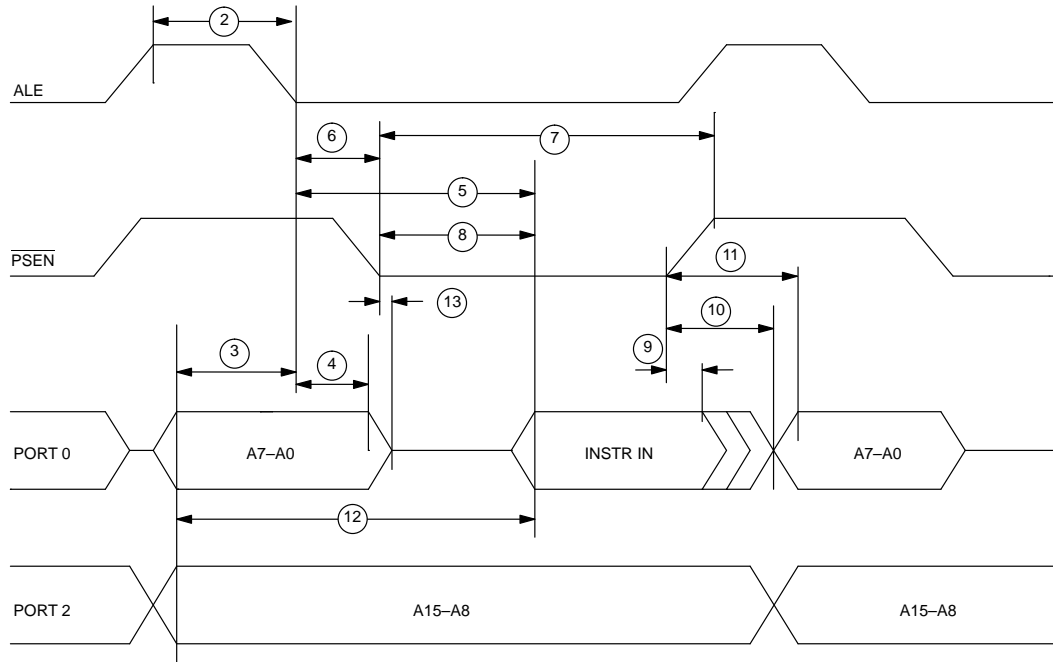 2
ALE
6
7
5
PSEN
8
11
13
10
3
4
9
PORT 0
A7–A0
INSTR IN
A7–A0
12
PORT 2
A15–A8
A15–A8